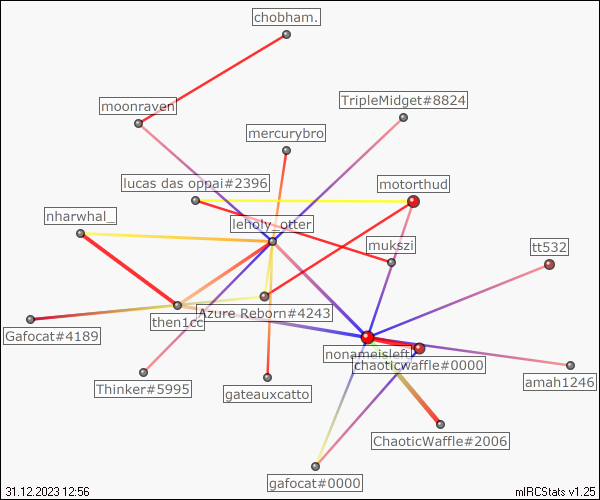 chobham.
moonraven
TripleMidget#8824
mercurybro
lucas das oppai#2396
motorthud
nharwhal_
leholy_otter
mukszi
tt532
Azure Reborn#4243
then1cc
Gafocat#4189
nonameisleft
chaoticwaffle#0000
Thinker#5995
gateauxcatto
amah1246
ChaoticWaffle#2006
gafocat#0000
31.12.2023 12:56
mIRCStats v1.25